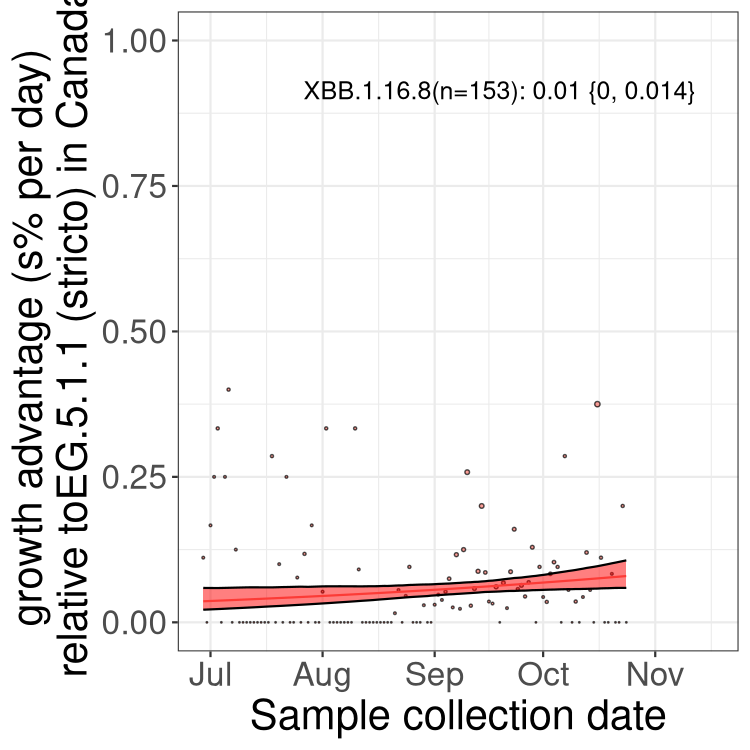 growth advantage (s% per day)
relative toEG.5.1.1 (stricto) in Canada
1.00
0.75
0.50
0.25
0.00
XBB.1.16.8(n=153): 0.01 {0, 0.014}
Jul Aug Sep Oct Nov
Sample collection date